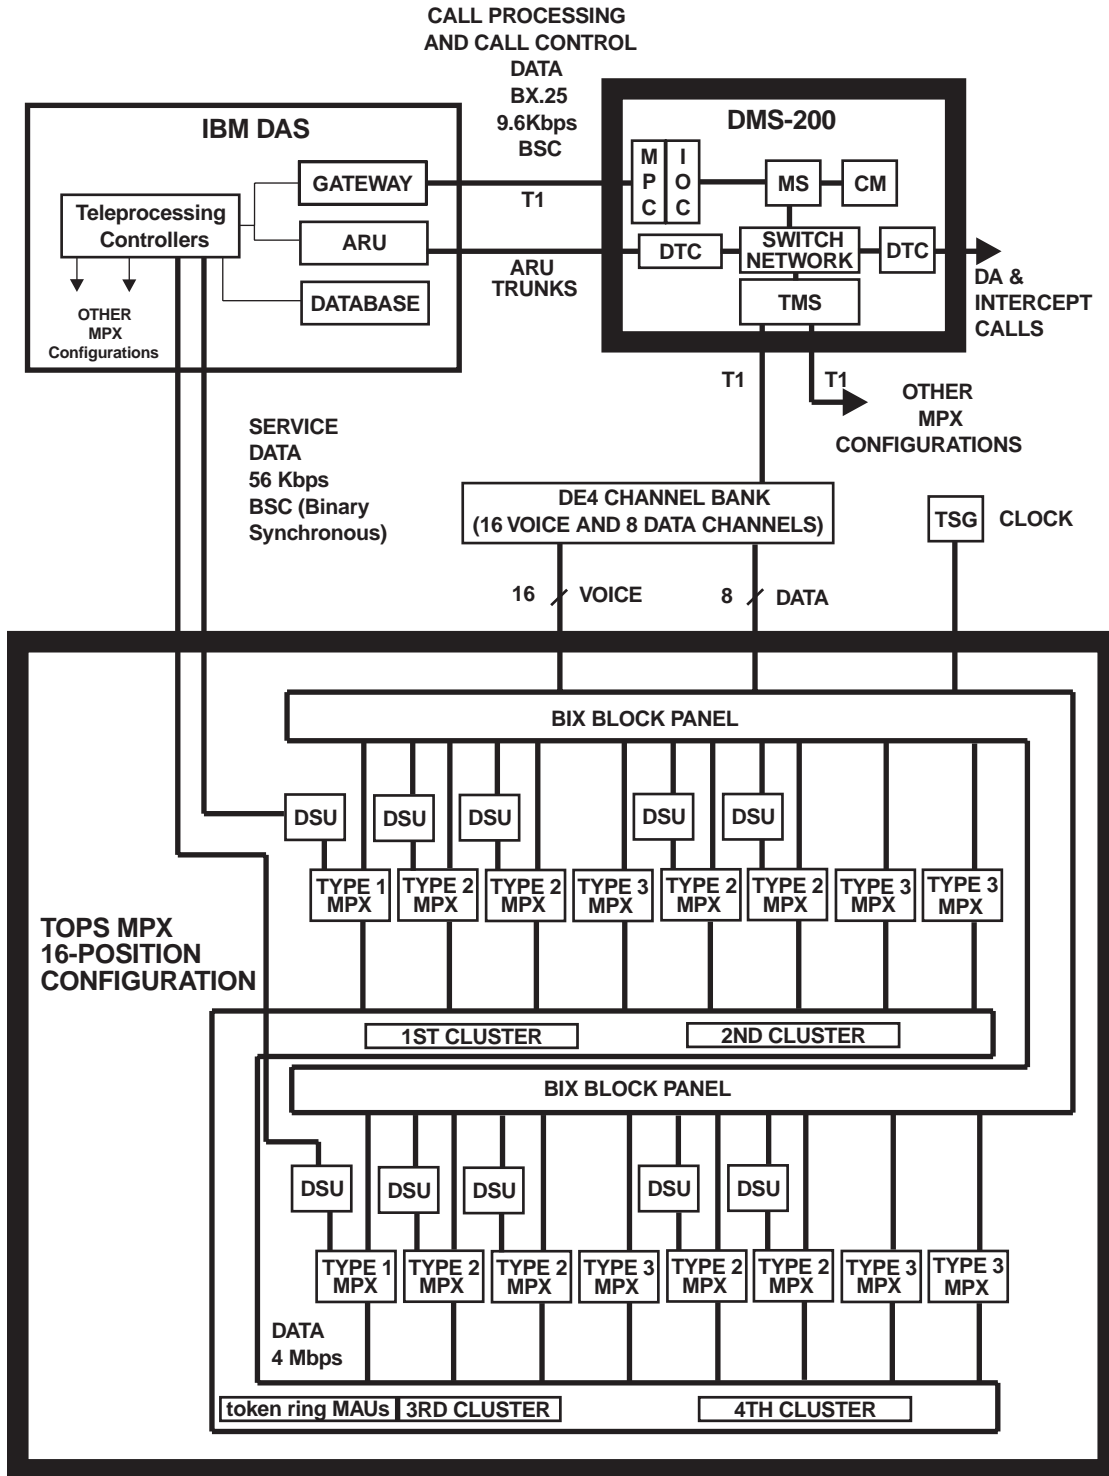 CALL PROCESSING
AND CALL CONTROL
DATA
BX.25
9.6Kbps
BSC
IBM DAS
DMS-200
GATEWAY
T1
M
P
C
I
O
C
MS
CM
Teleprocessing
Controllers
ARU
ARU
TRUNKS
DTC
SWITCH
NETWORK
DTC
DATABASE
TMS
DA &
INTERCEPT
CALLS
OTHER
MPX
Configurations
T1
T1
OTHER
MPX
CONFIGURATIONS
SERVICE
DATA
56 Kbps
BSC (Binary
Synchronous)
DE4 CHANNEL BANK
(16 VOICE AND 8 DATA CHANNELS)
TSG
CLOCK
16
VOICE
8
DATA
BIX BLOCK PANEL
DSU
DSU
DSU
DSU
DSU
TYPE 1
MPX
TYPE 2
MPX
TYPE 2
MPX
TYPE 3
MPX
TYPE 2
MPX
TYPE 2
MPX
TYPE 3
MPX
TYPE 3
MPX
TOPS MPX
16-POSITION
CONFIGURATION
1ST CLUSTER
2ND CLUSTER
BIX BLOCK PANEL
DSU
DSU
DSU
DSU
DSU
TYPE 1
MPX
TYPE 2
MPX
TYPE 2
MPX
TYPE 3
MPX
TYPE 2
MPX
TYPE 2
MPX
TYPE 3
MPX
TYPE 3
MPX
DATA
4 Mbps
token ring MAUs
3RD CLUSTER
4TH CLUSTER